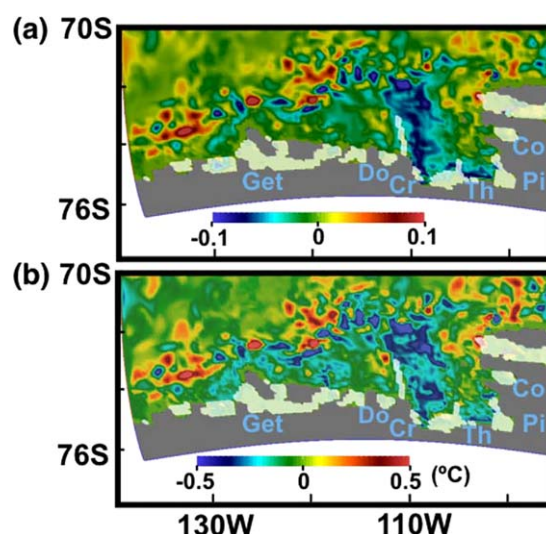 (a) 70S
Co
Do
Get Cr Th Pi
76S
-0.1 0 0.1
(b) 70S
Co
Do
Get Cr Th Pi
76S
-0.5 0 0.5 (ºC)
130W 110W